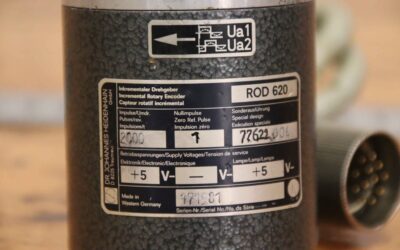 Ua1
Ua2
DR. JOHANNES HEIDENHAIN
Inkrementaler Drehgeber
Incremental Rotary Encoder
Capteur rotatif incrémental
ROD 620
Impulse/Umdr. Nullimpulse Sonderausführung
Pulses/rev. Zero Ref. Pulse Special design
Impulsion zéro Exécution spéciale
1
Betriebsspannungen/Supply Voltages/Tension de service
Elektronik/Electronic/Electronique Lampe/Lamp/Lampe
+5 V– — V– +5 V–
Made in
Western Germany
Serien-Nr./Serial No./No. de Série